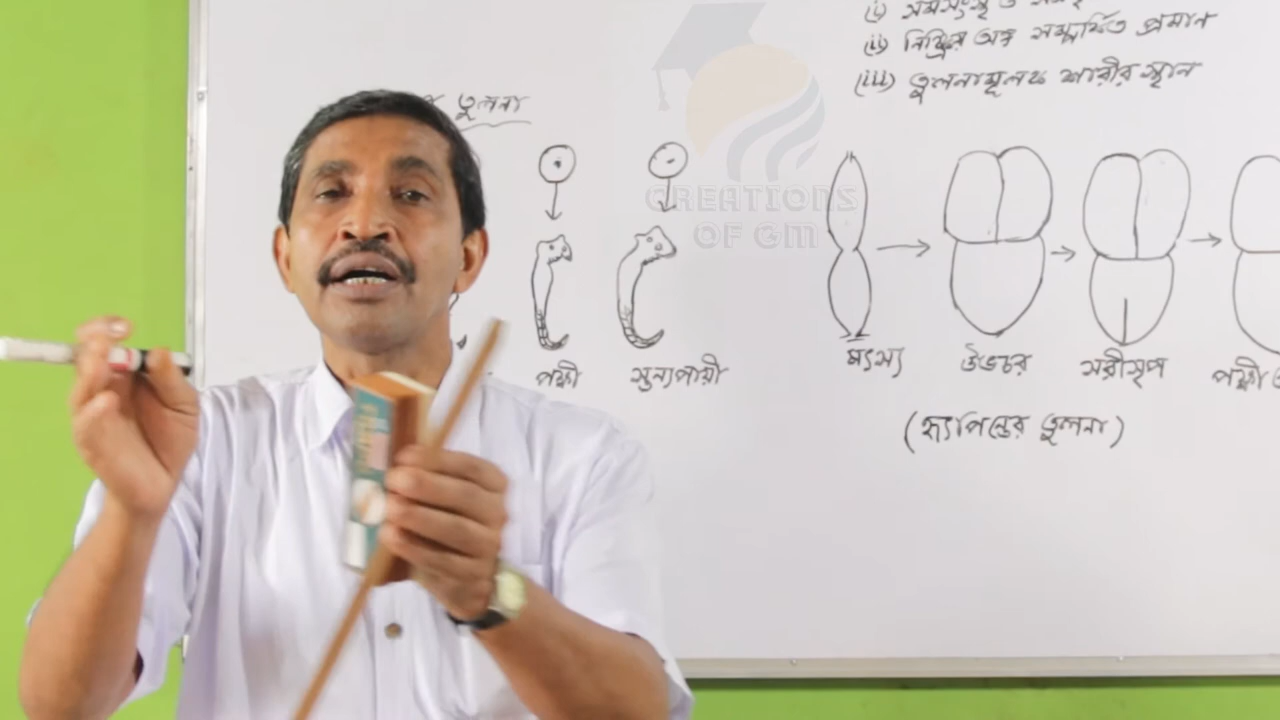 (ii) নিষ্ক্রিয় অঙ্গ সম্পর্কিত প্রমান
(iii) তুলনামূলক শারীর স্থান
তুলনা
CREATIONS
OF GM
পক্ষী
স্তন্যপায়ী
মৎস্য
উভচর
সরীসৃপ
পক্ষী
(হৃৎপিন্ডের তুলনা)